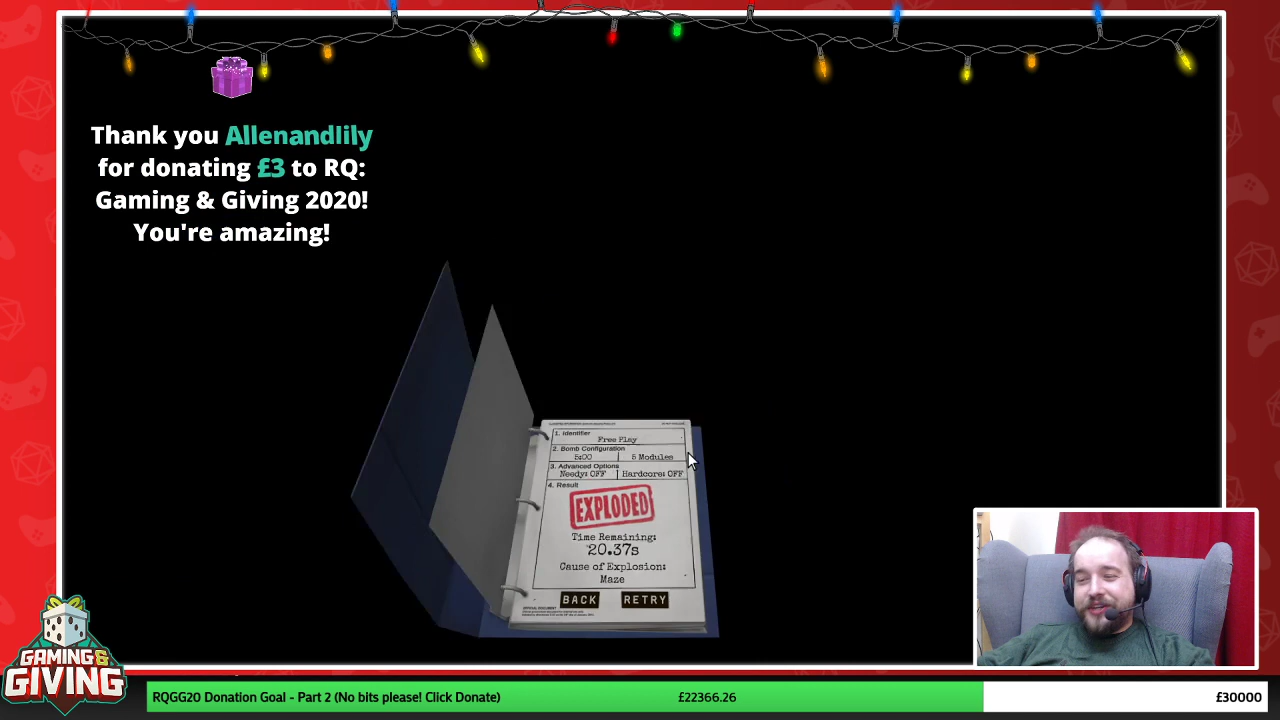 Thank you Allenandlily
for donating £3 to RQ:
Gaming & Giving 2020!
You're amazing!
1. Identifier
Free Play
2. Bomb Configuration
5:00 5 Modules
3. Advanced Options
Needy: OFF Hardcore: OFF
4. Result
EXPLODED
Time Remaining:
20.37s
Cause of Explosion:
Maze
BACK RETRY
GAMING &
GIVING
RQGG20 Donation Goal - Part 2 (No bits please! Click Donate) £22366.26 £30000